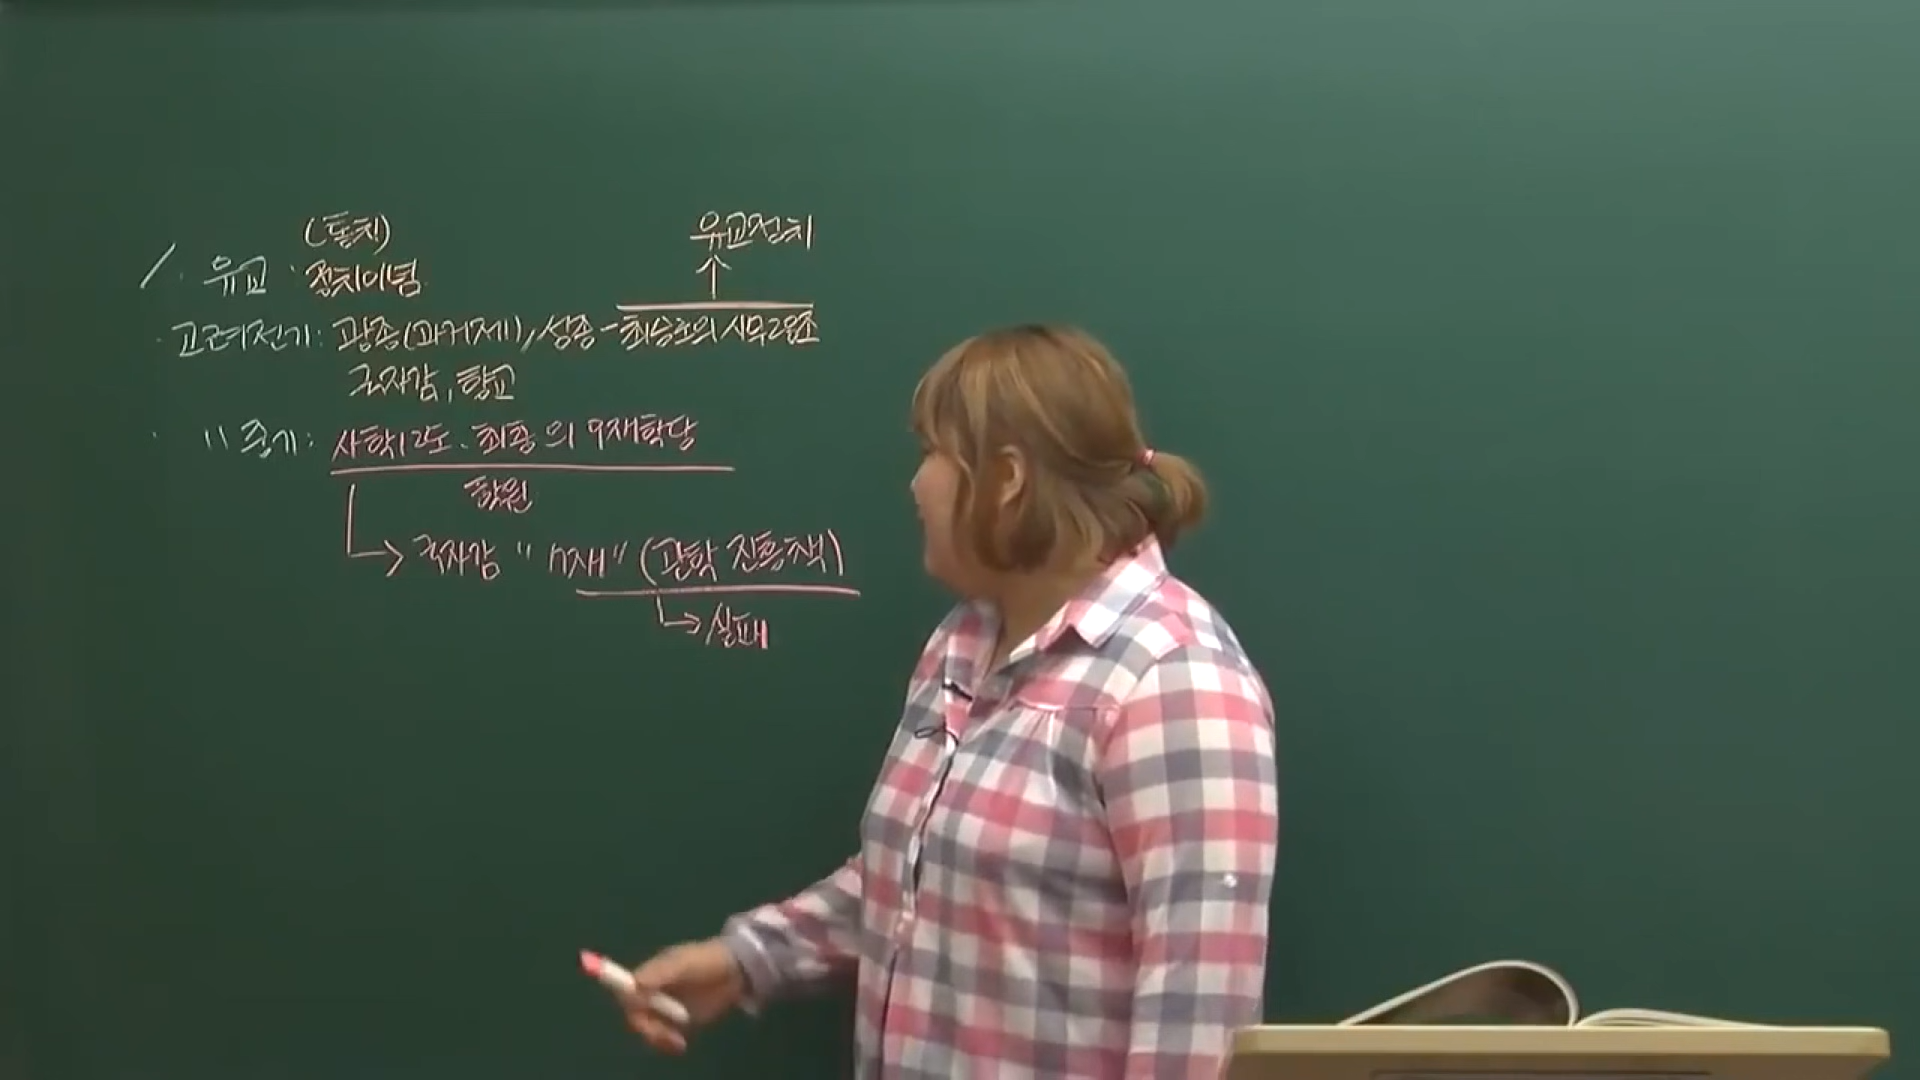 (통치)
1. 유교 : 정치이념
유교정치
↑
· 고려전기 : 광종(과거제), 성종 - 최승로의 시무28조
국자감, 향교
· 〃 중기 : 사학12도 · 최충의 9재학당
학원
→ 국자감 "7재" (관학 진흥책)
→ 실패